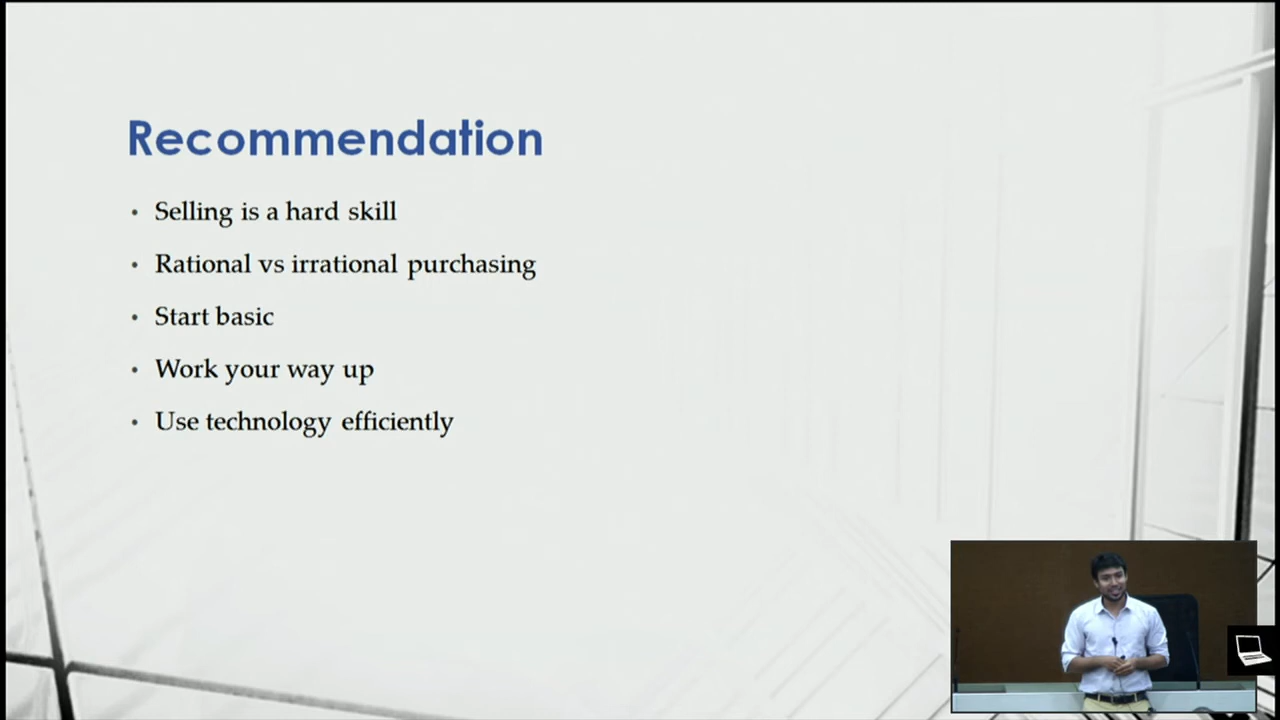 Recommendation
• Selling is a hard skill
• Rational vs irrational purchasing
• Start basic
• Work your way up
• Use technology efficiently